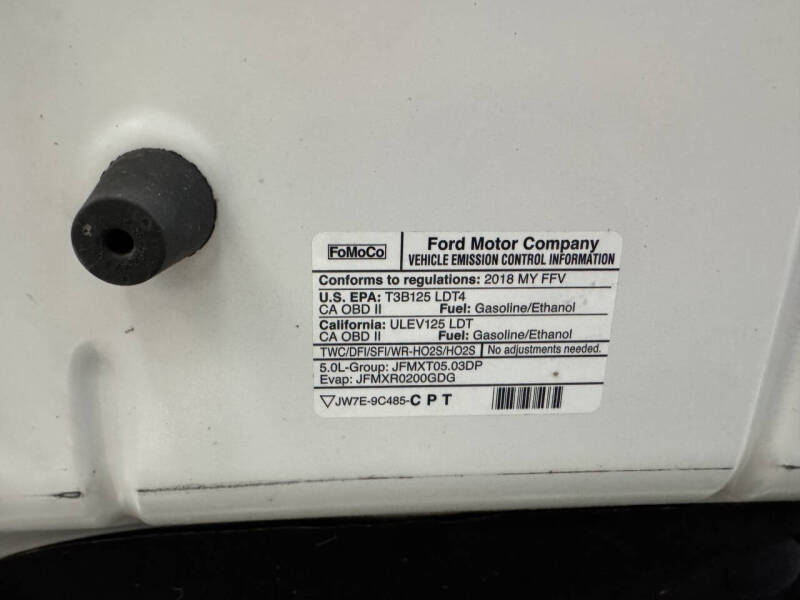 FoMoCo
Ford Motor Company
VEHICLE EMISSION CONTROL INFORMATION
Conforms to regulations: 2018 MY FFV
U.S. EPA: T3B125 LDT4
CA OBD II Fuel: Gasoline/Ethanol
California: ULEV125 LDT
CA OBD II Fuel: Gasoline/Ethanol
TWC/DFI/SFI/WR-HO2S/HO2S No adjustments needed.
5.0L-Group: JFMXT05.03DP
Evap: JFMXR0200GDG
▽JW7E-9C485-C P T